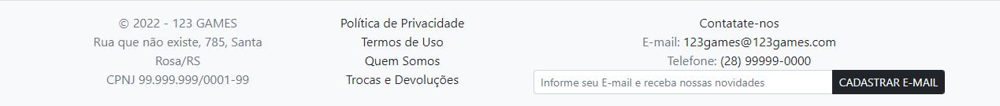 © 2022 - 123 GAMES
Rua que não existe, 785, Santa
Rosa/RS
CPNJ 99.999.999/0001-99
Política de Privacidade
Termos de Uso
Quem Somos
Trocas e Devoluções
Contatate-nos
E-mail: 123games@123games.com
Telefone: (28) 99999-0000
Informe seu E-mail e receba nossas novidades
CADASTRAR E-MAIL